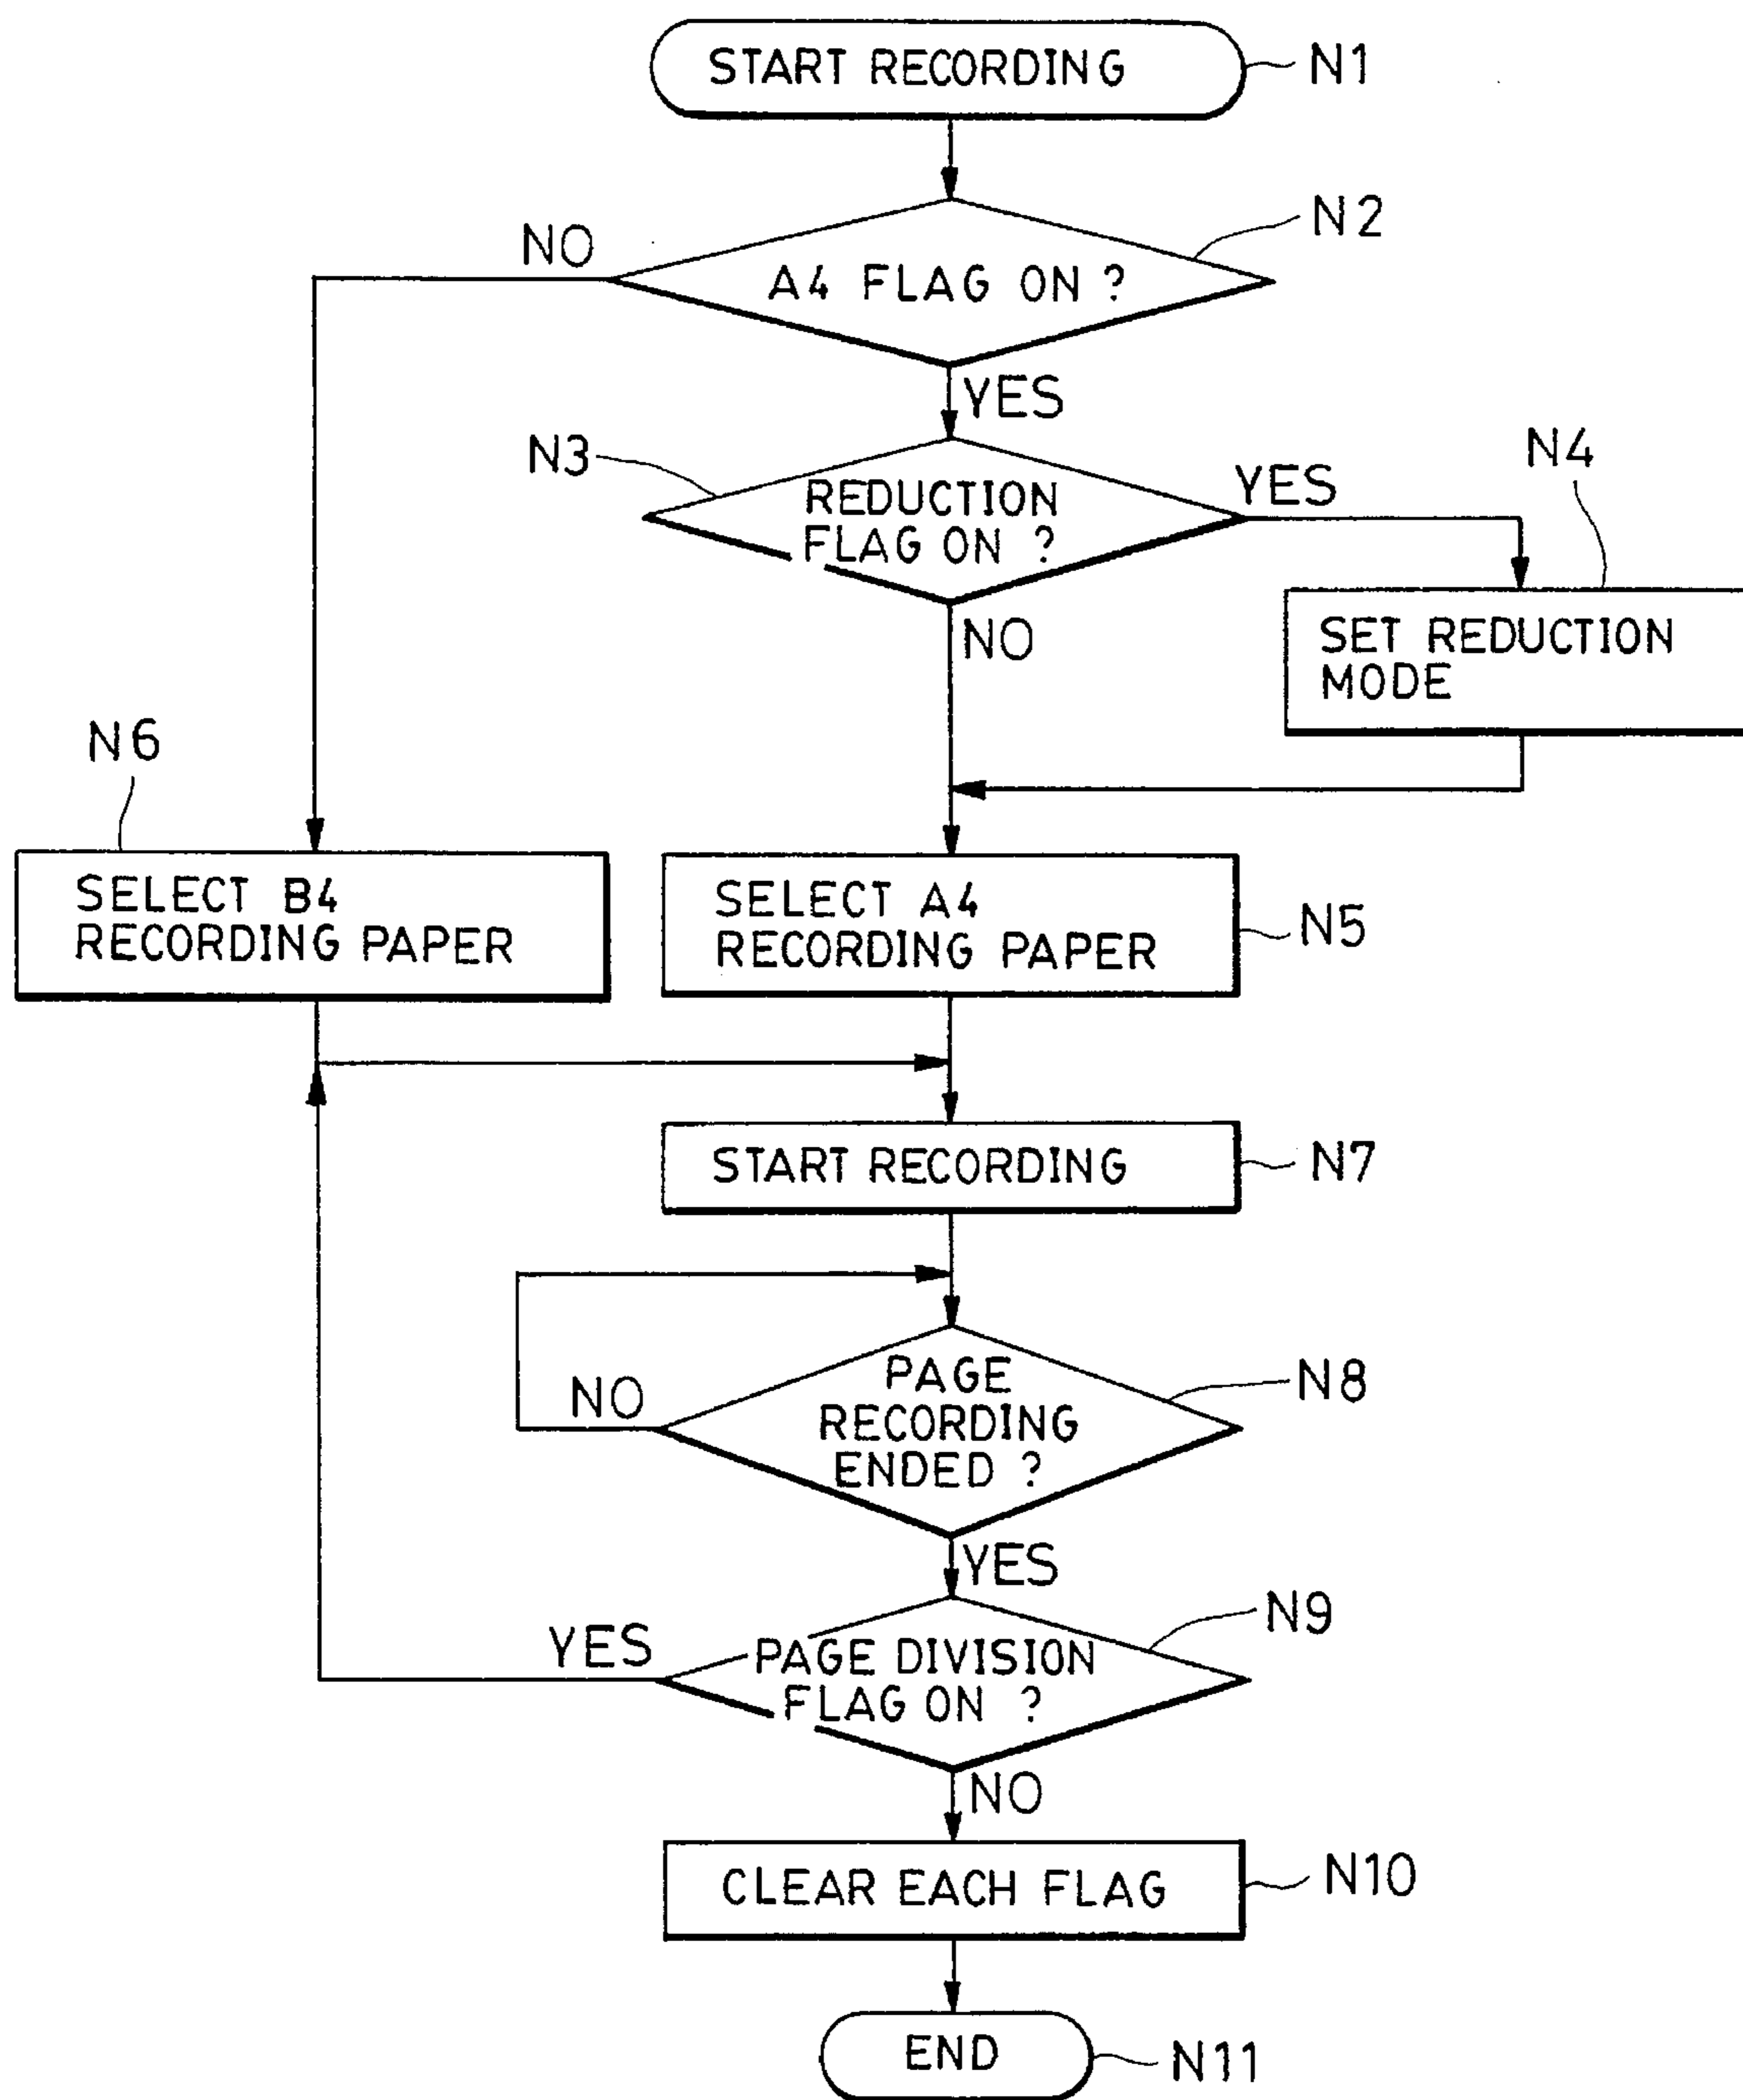 START RECORDING
N1
N2
NO
A4 FLAG ON ?
YES
N3
N4
YES
REDUCTION
FLAG ON ?
NO
SET REDUCTION
MODE
N6
SELECT B4
RECORDING PAPER
SELECT A4
RECORDING PAPER
N5
START RECORDING
N7
PAGE
RECORDING
ENDED ?
N8
NO
YES
N9
YES
PAGE DIVISION
FLAG ON ?
NO
CLEAR EACH FLAG
N10
END
N11